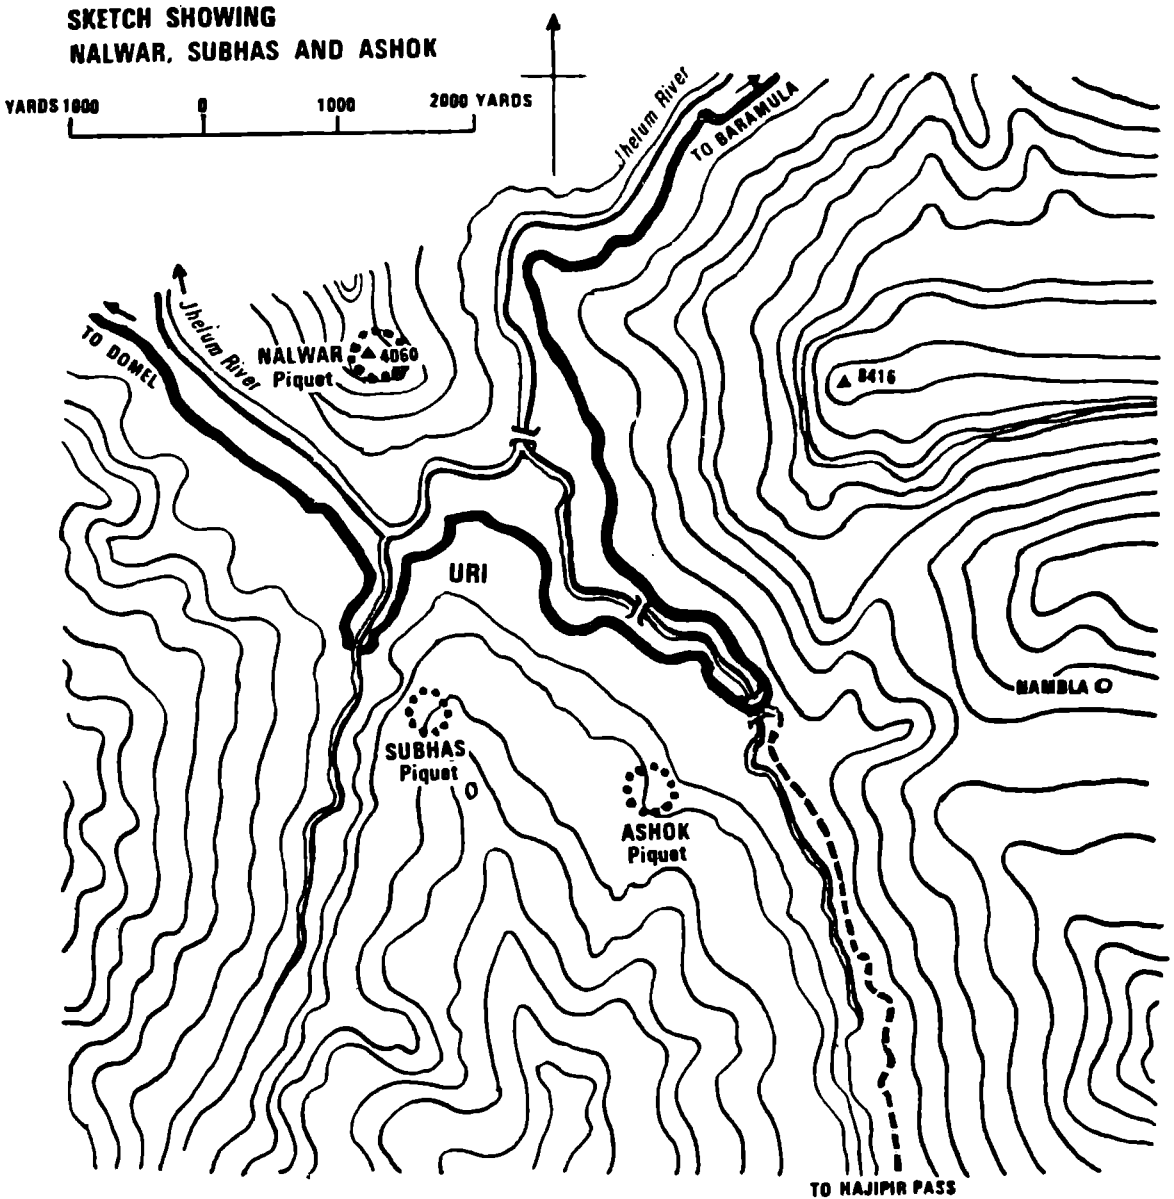 SKETCH SHOWING
NALWAR, SUBHAS AND ASHOK
YARDS 1000 0 1000 2000 YARDS
Jhelum River
TO BARAMULA
Jhelum River
TO DOMEL
NALWAR
Piquet
4060
8416
URI
NAMBLA
SUBHAS
Piquet
ASHOK
Piquet
TO HAJIPIR PASS